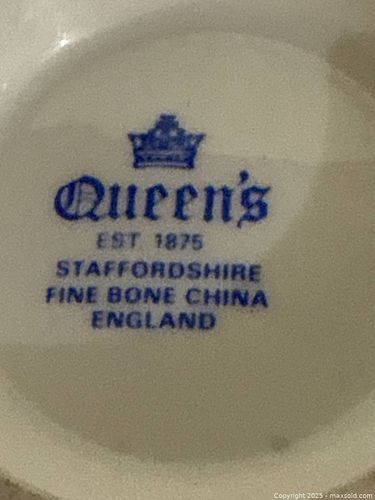 Queen's
EST. 1875
STAFFORDSHIRE
FINE BONE CHINA
ENGLAND
Copyright 2025 - maxsold.com